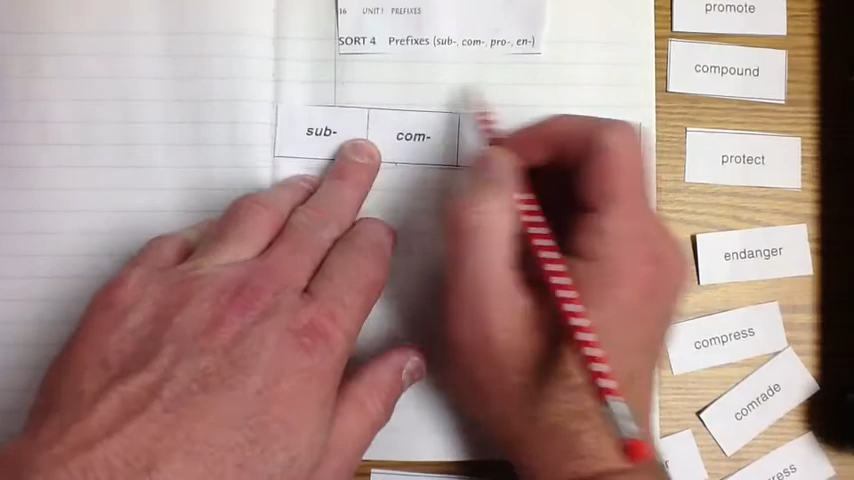 16 UNIT I PREFIXES
SORT 4 Prefixes (sub-, com-, pro-, en-)
sub- com-
promote
compound
protect
endanger
compress
comrade